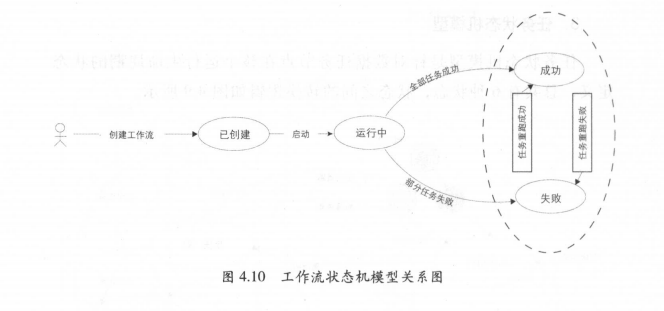 全部任务成功
成功
创建工作流
已创建
启动
运行中
任务重跑成功
任务重跑失败
部分任务失败
失败
图 4.10 工作流状态机模型关系图